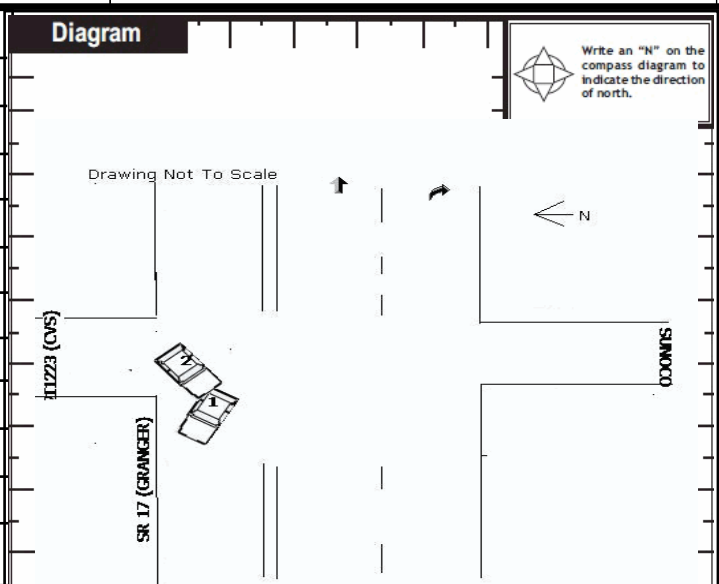 Diagram
Write an “N” on the
compass diagram to
indicate the direction
of north.
Drawing Not To Scale
N
11223 (CVS)
SUNOCO
2
1
SR 17 (GRANGER)